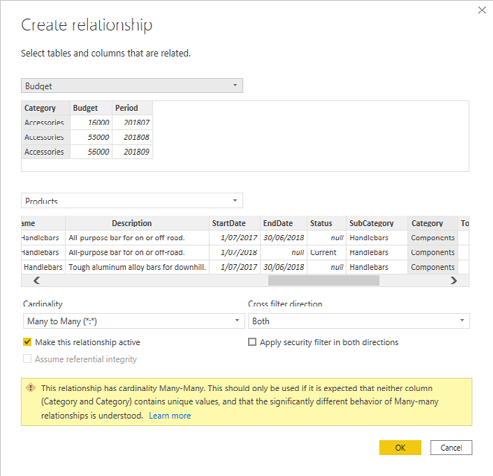 Create relationship
Select tables and columns that are related.
Budget
Category Budget Period
Accessories 16000 201807
Accessories 55000 201808
Accessories 56000 201809
Products
ame Description StartDate EndDate Status SubCategory Category To
Handlebars All-purpose bar for on or off-road. 1/07/2017 30/06/2018 null Handlebars Components
Handlebars All-purpose bar for on or off-road. 1/07/2018 null Current Handlebars Components
Handlebars Tough aluminum alloy bars for downhill. 1/07/2017 30/06/2018 null Handlebars Components
Cardinality Cross filter direction
Many to Many (*:*) Both
Make this relationship active Apply security filter in both directions
Assume referential integrity
This relationship has cardinality Many-Many. This should only be used if it is expected that neither column
(Category and Category) contains unique values, and that the significantly different behavior of Many-many
relationships is understood. Learn more
OK Cancel